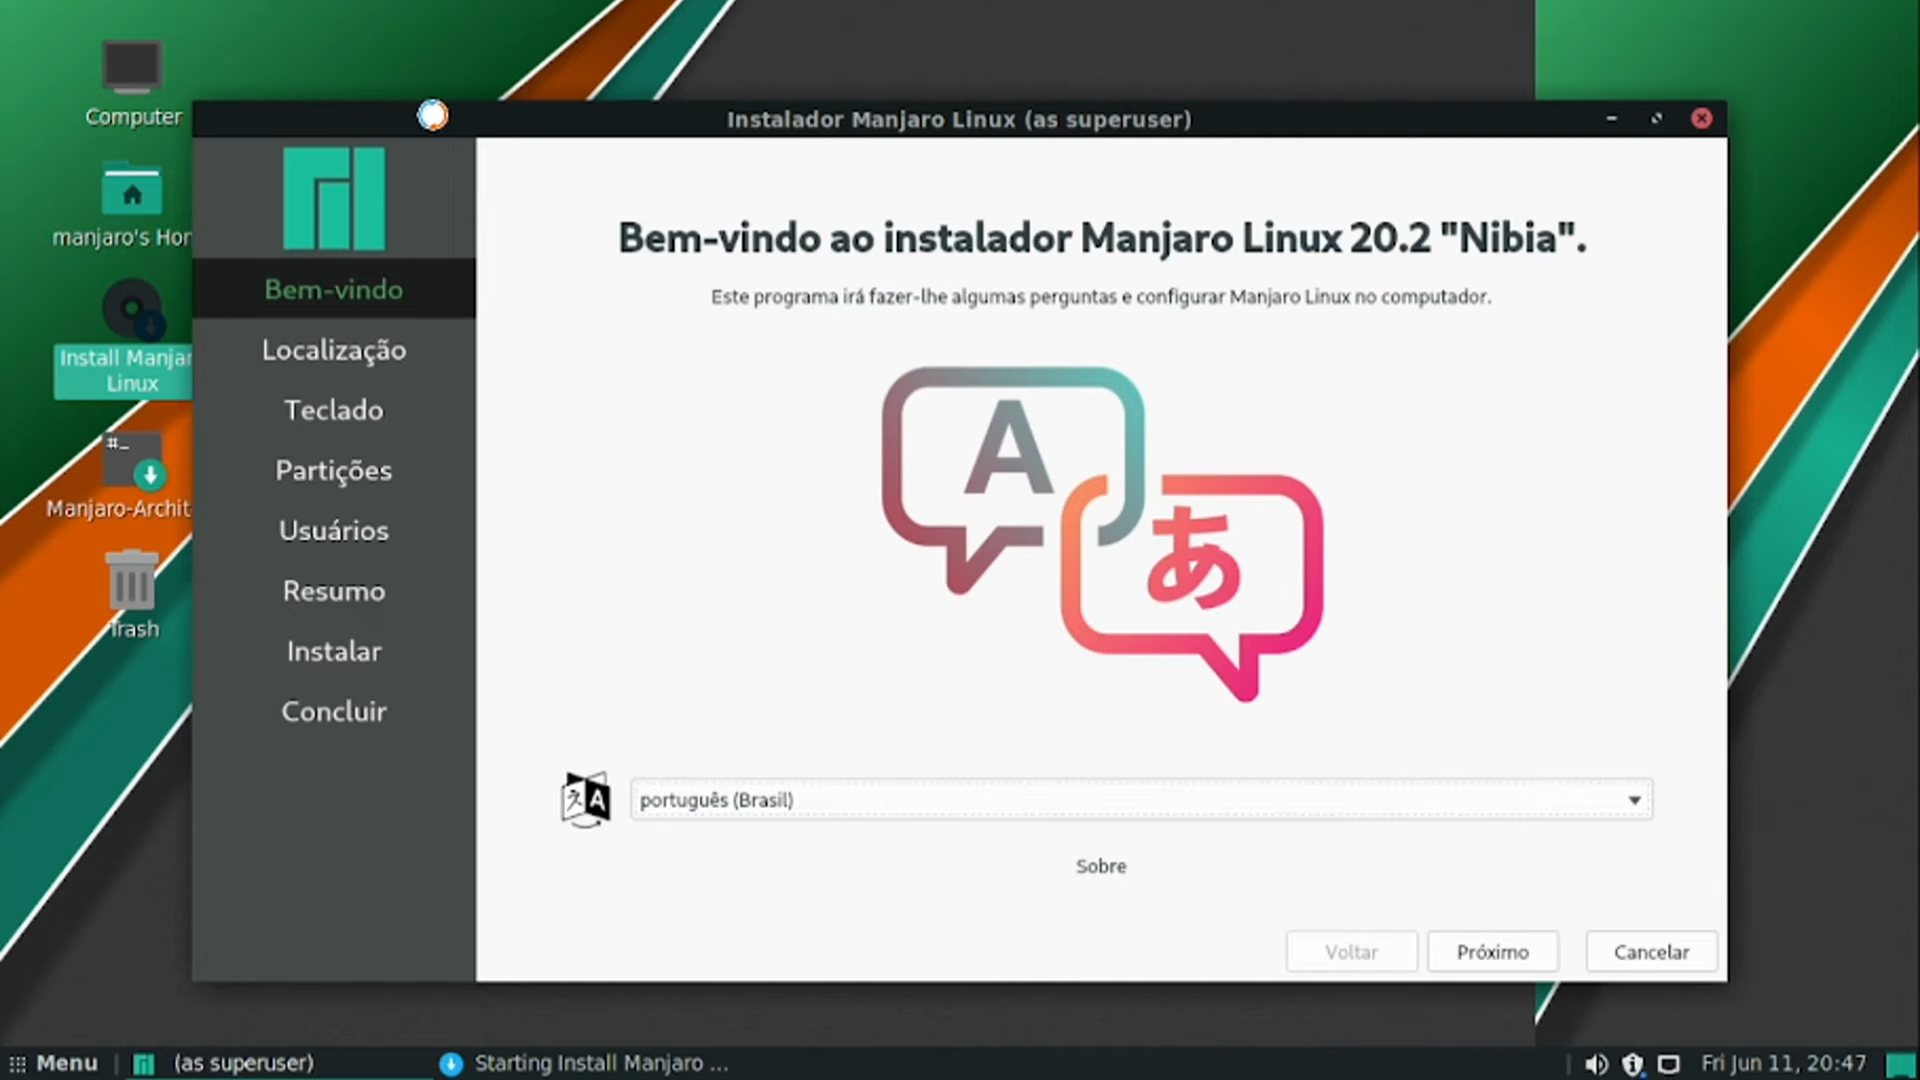 Computer
manjaro's Hom
Install Manjar
Linux
#_
Manjaro-Archit
Trash
Instalador Manjaro Linux (as superuser)
Bem-vindo
Localização
Teclado
Partições
Usuários
Resumo
Instalar
Concluir
Bem-vindo ao instalador Manjaro Linux 20.2 "Nibia".
Este programa irá fazer-lhe algumas perguntas e configurar Manjaro Linux no computador.
A
あ
português (Brasil)
Sobre
Voltar
Próximo
Cancelar
Menu
(as superuser)
Starting Install Manjaro ...
Fri Jun 11, 20:47